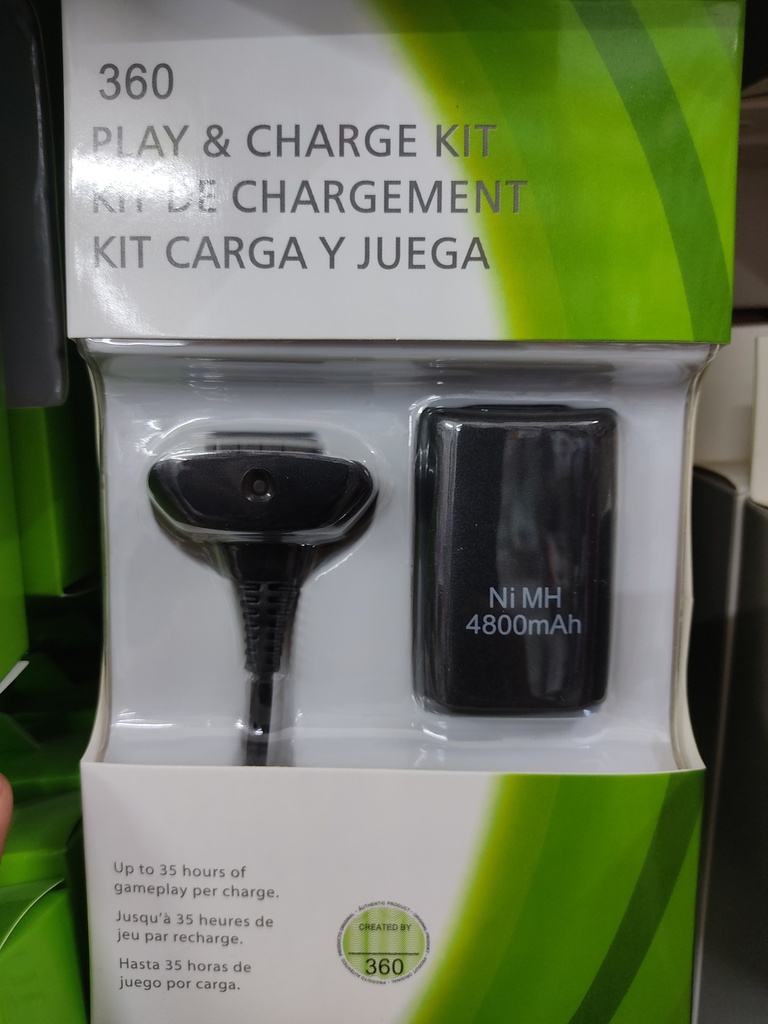 360
PLAY & CHARGE KIT
KIT DE CHARGEMENT
KIT CARGA Y JUEGA
Ni MH
4800mAh
Up to 35 hours of
gameplay per charge.
Jusqu'à 35 heures de
jeu par recharge.
Hasta 35 horas de
juego por carga.
AUTHENTIC PRODUCT
CREATED BY
360